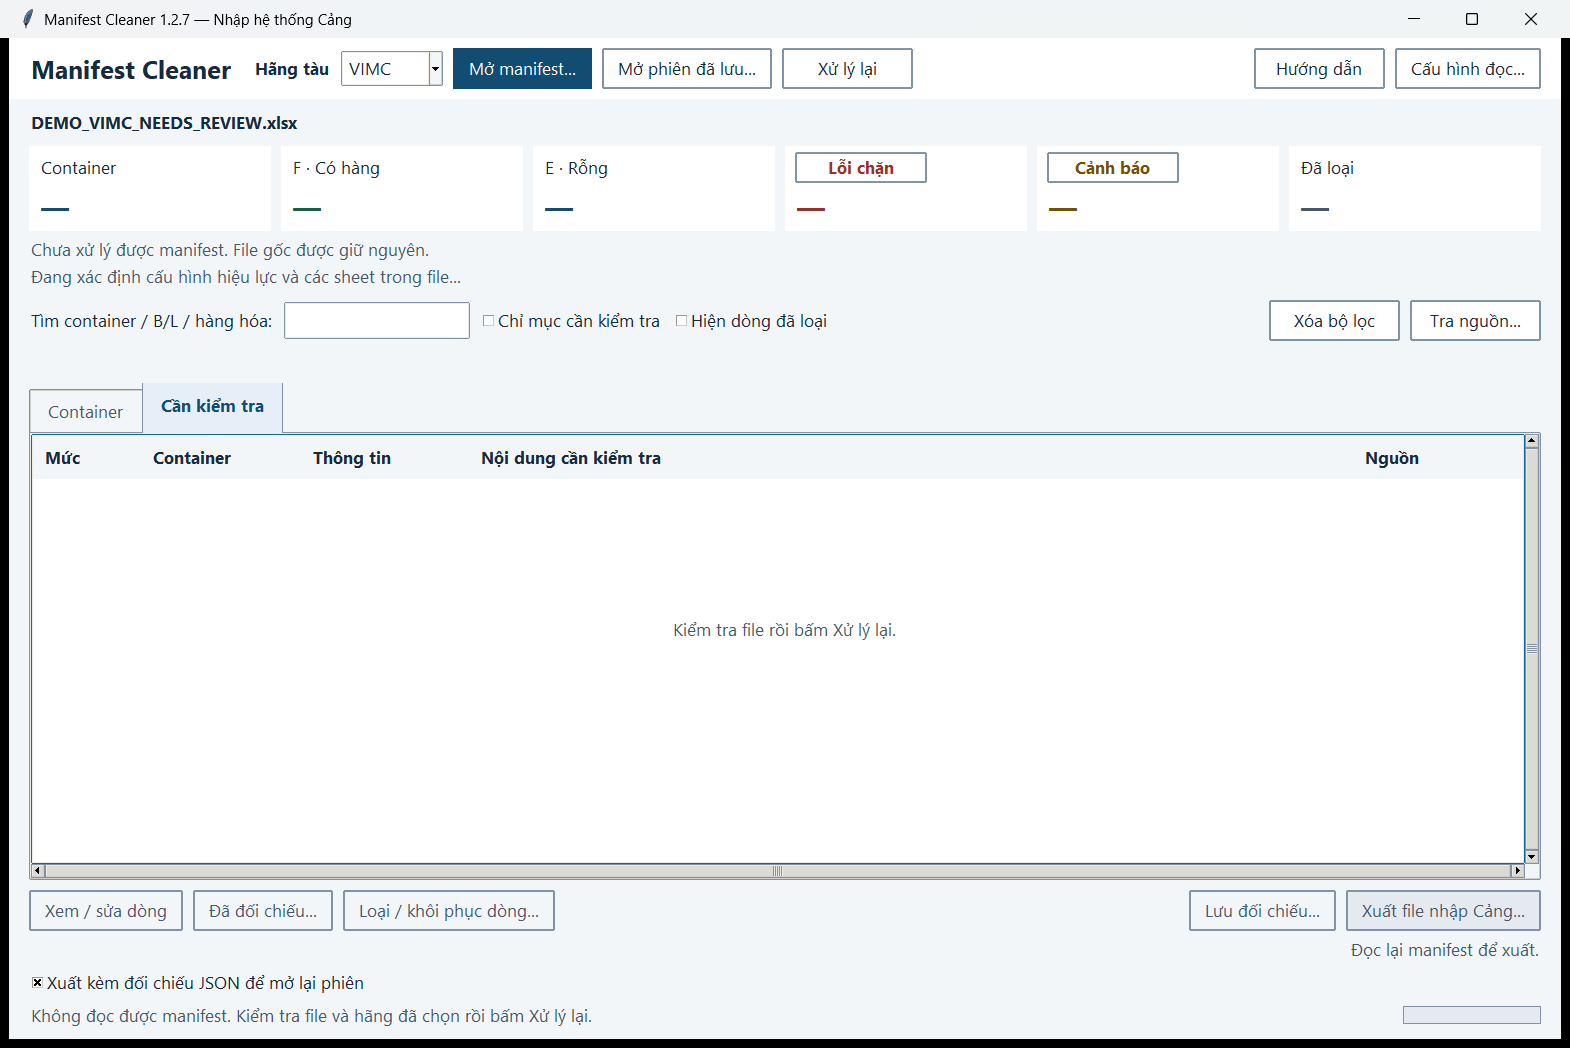 Manifest Cleaner 1.2.7 — Nhập hệ thống Cảng
Manifest Cleaner Hãng tàu VIMC Mở manifest... Mở phiên đã lưu... Xử lý lại Hướng dẫn Cấu hình đọc...
DEMO_VIMC_NEEDS_REVIEW.xlsx
Container F · Có hàng E · Rỗng Lỗi chặn Cảnh báo Đã loại
— — — — — —
Chưa xử lý được manifest. File gốc được giữ nguyên.
Đang xác định cấu hình hiệu lực và các sheet trong file...
Tìm container / B/L / hàng hóa: Chỉ mục cần kiểm tra Hiện dòng đã loại Xóa bộ lọc Tra nguồn...
Container Cần kiểm tra
Mức Container Thông tin Nội dung cần kiểm tra Nguồn
Kiểm tra file rồi bấm Xử lý lại.
Xem / sửa dòng Đã đối chiếu... Loại / khôi phục dòng... Lưu đối chiếu... Xuất file nhập Cảng...
Đọc lại manifest để xuất.
Xuất kèm đối chiếu JSON để mở lại phiên
Không đọc được manifest. Kiểm tra file và hãng đã chọn rồi bấm Xử lý lại.